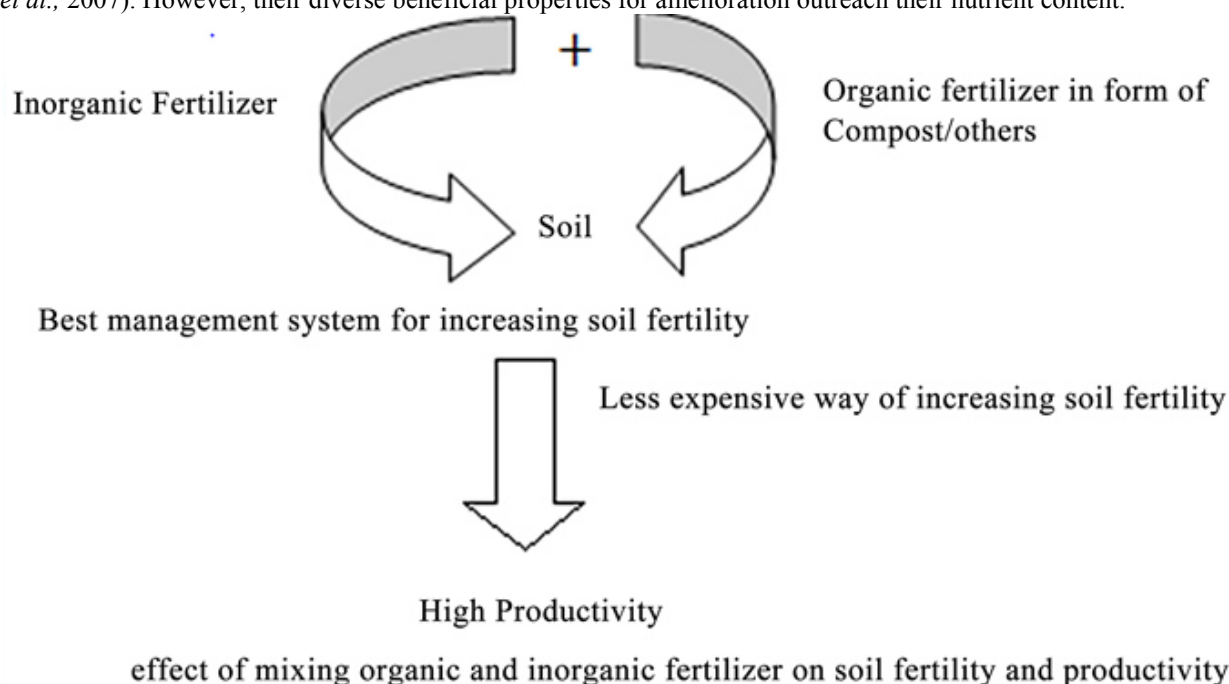 et al., 2007). However, their diverse beneficial properties for amelioration outreach their nutrient content.
+
Inorganic Fertilizer
Organic fertilizer in form of
Compost/others
Soil
Best management system for increasing soil fertility
Less expensive way of increasing soil fertility
High Productivity
effect of mixing organic and inorganic fertilizer on soil fertility and productivity